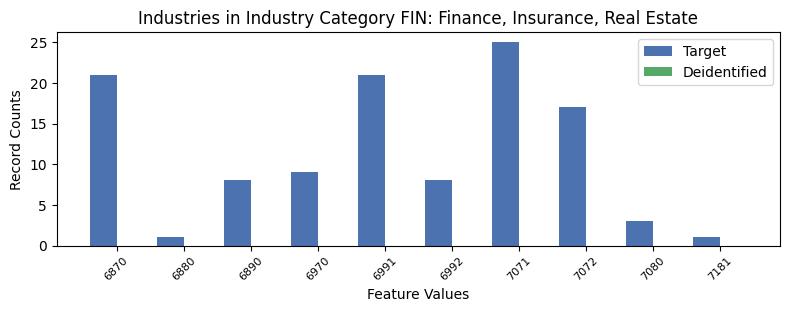 Industries in Industry Category FIN: Finance, Insurance, Real Estate
Target
Deidentified
Record Counts
25
20
15
10
5
0
6870 6880 6890 6970 6991 6992 7071 7072 7080 7181
Feature Values